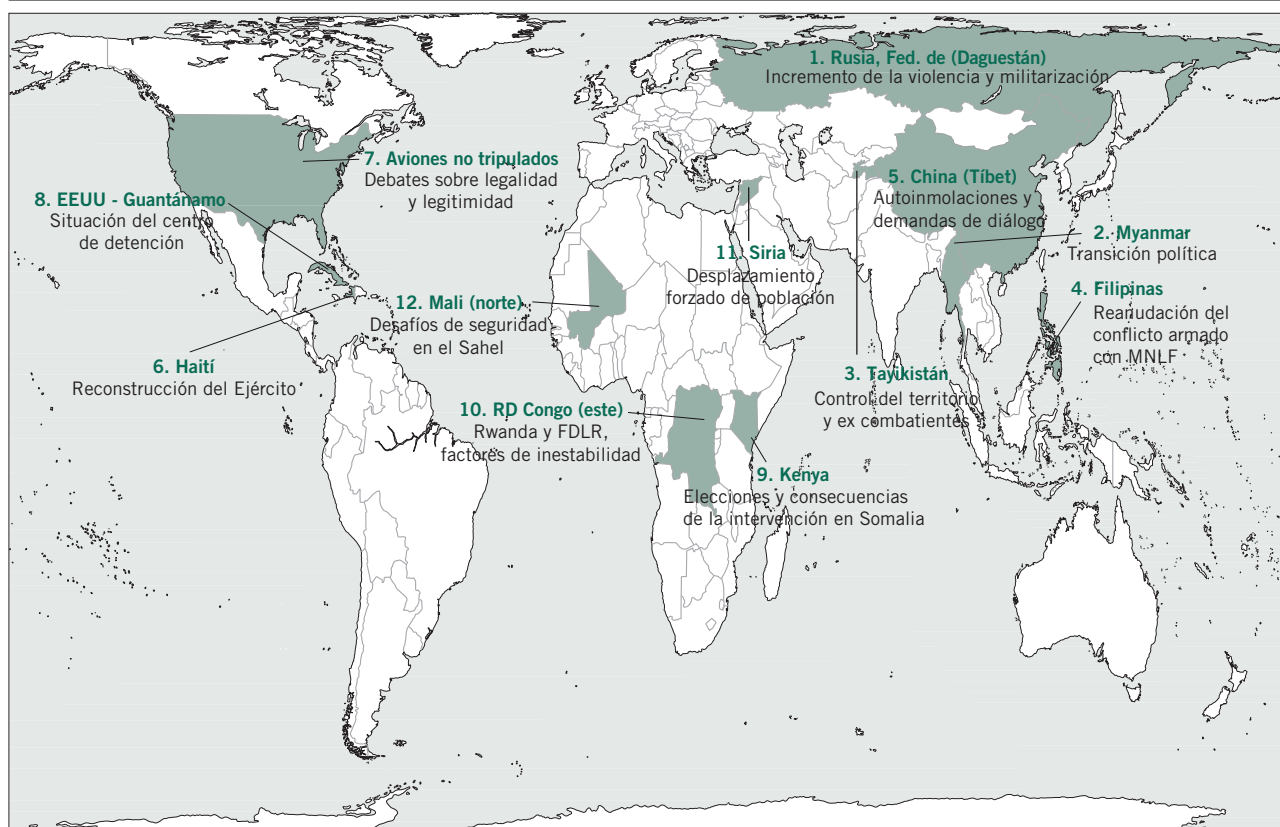 1. Rusia, Fed. de (Daguestán)
Incremento de la violencia y militarización
7. Aviones no tripulados
Debates sobre legalidad
y legitimidad
8. EEUU - Guantánamo
Situación del centro
de detención
5. China (Tíbet)
Autoinmolaciones y
demandas de diálogo
2. Myanmar
Transición política
11. Siria
Desplazamiento
forzado de población
4. Filipinas
Reanudación del
conflicto armado
con MNLF
12. Mali (norte)
Desafíos de seguridad
en el Sahel
6. Haití
Reconstrucción del Ejército
3. Tayikistán
Control del territorio
y ex combatientes
10. RD Congo (este)
Rwanda y FDLR,
factores de inestabilidad
9. Kenya
Elecciones y consecuencias
de la intervención en Somalia